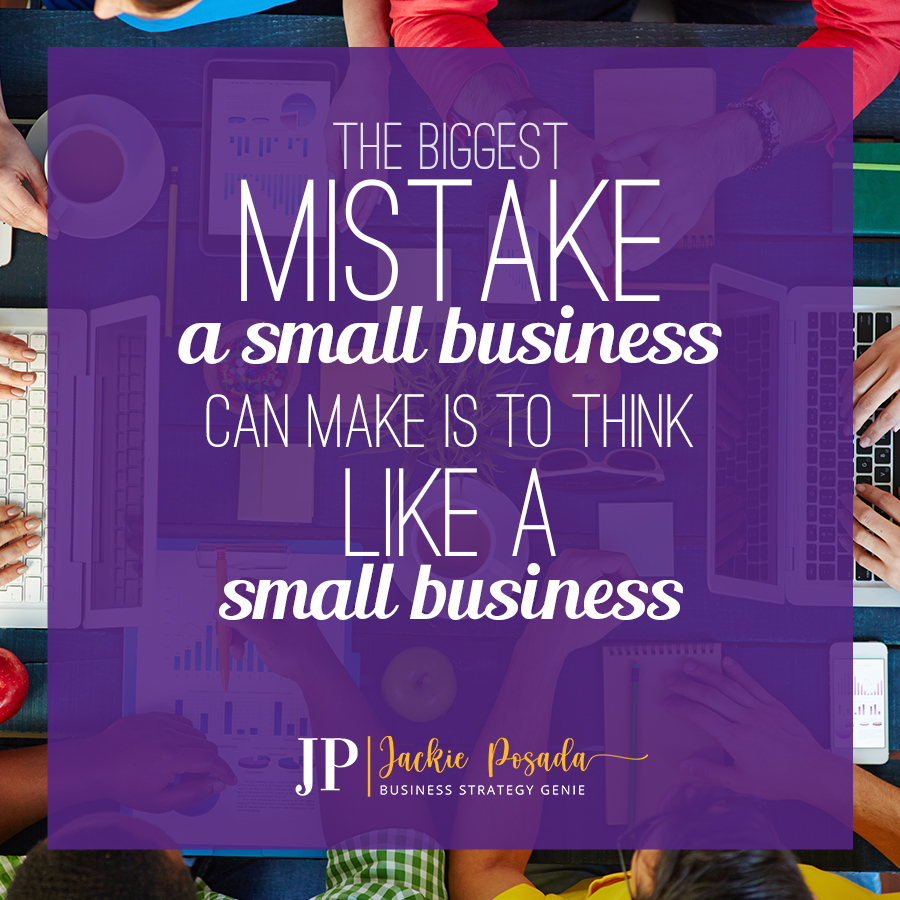 THE BIGGEST
MISTAKE
a small business
CAN MAKE IS TO THINK
LIKE A
small business
JP
Jackie Posada
BUSINESS STRATEGY GENIE